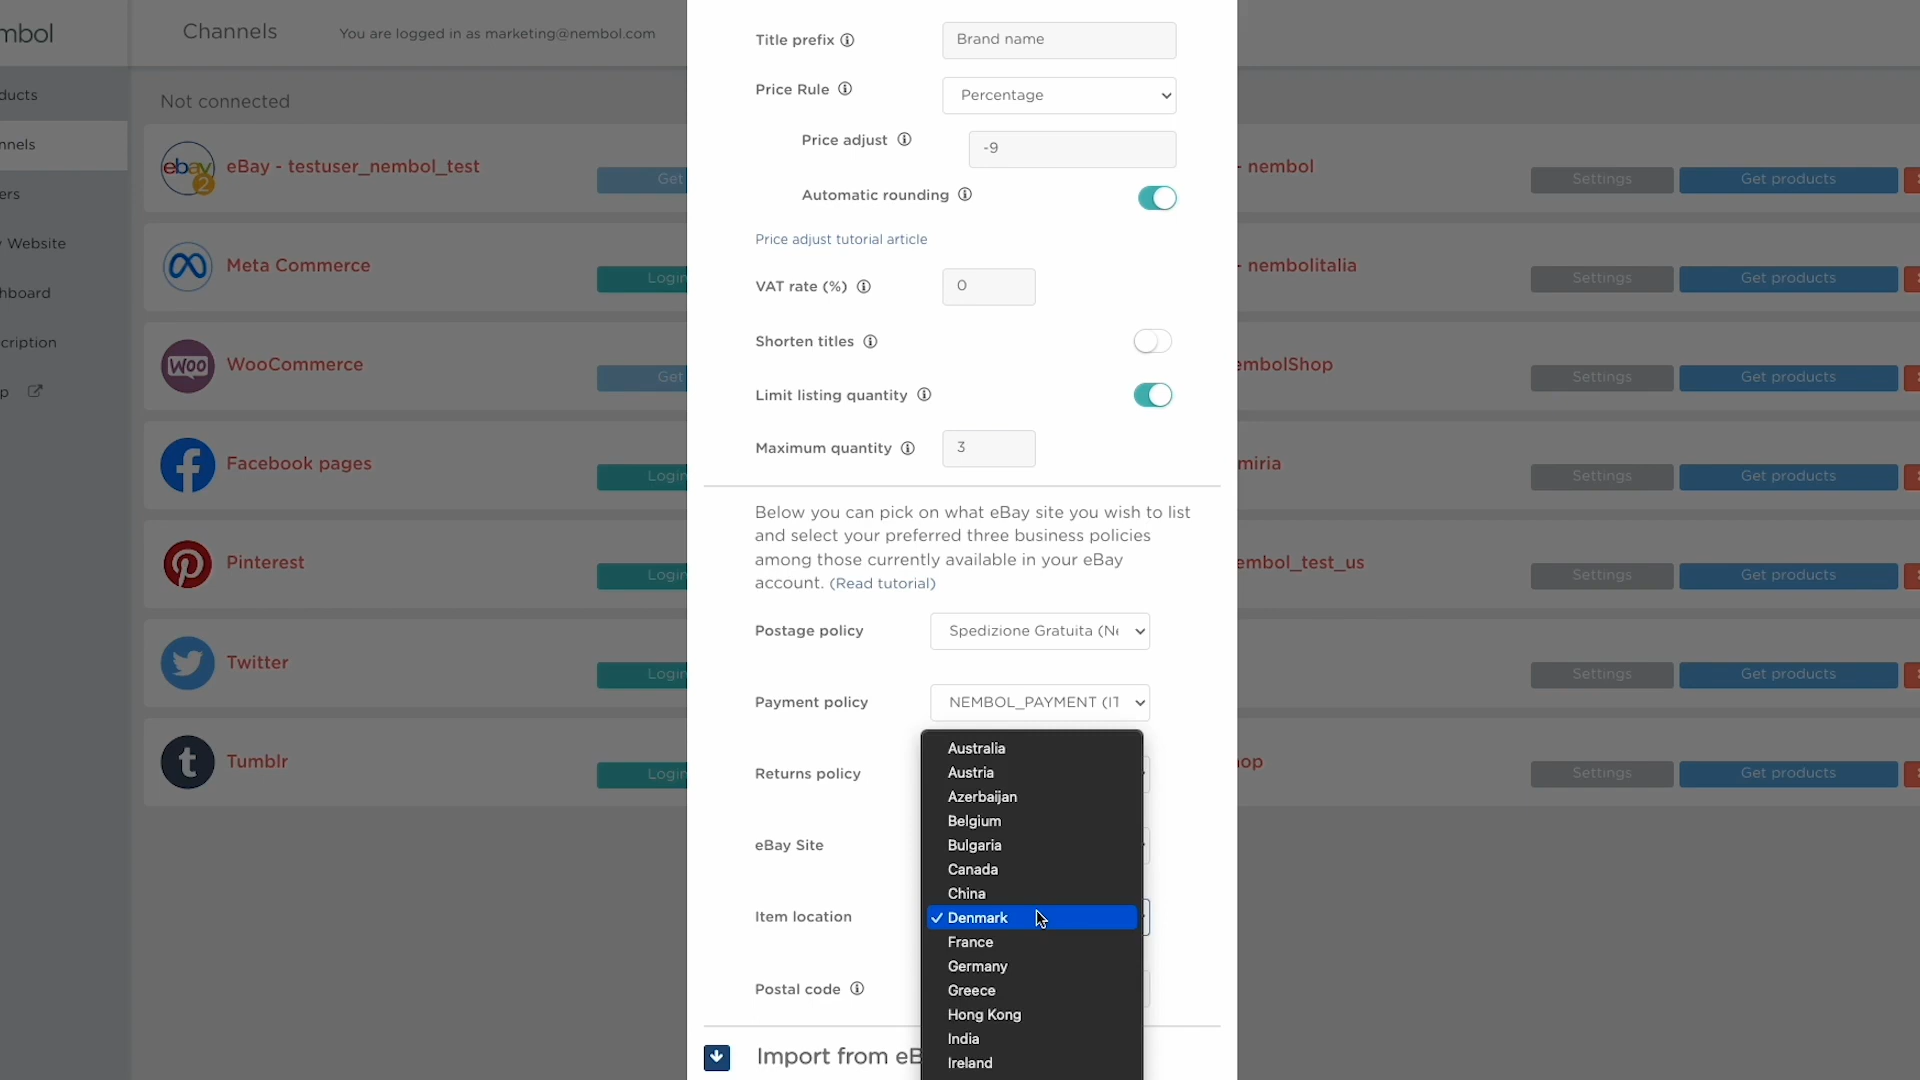 mbol
Channels
You are logged in as marketing@nembol.com
ducts
nnels
ers
Website
hboard
cription
p
Not connected
ebay
2
eBay - testuser_nembol_test
Get
Meta Commerce
Login
WOO
WooCommerce
Get
Facebook pages
Login
Pinterest
Login
Twitter
Login
Tumblr
Login
Title prefix
Brand name
Price Rule
Percentage
Price adjust
-9
Automatic rounding
Price adjust tutorial article
VAT rate (%)
0
Shorten titles
Limit listing quantity
Maximum quantity
3
Below you can pick on what eBay site you wish to list
and select your preferred three business policies
among those currently available in your eBay
account. (Read tutorial)
Postage policy
Spedizione Gratuita (Ne
Payment policy
NEMBOL_PAYMENT (IT
Returns policy
eBay Site
Item location
Postal code
Australia
Austria
Azerbaijan
Belgium
Bulgaria
Canada
China
✓ Denmark
France
Germany
Greece
Hong Kong
India
Ireland
Import from eB
- nembol
Settings
Get products
- nembolitalia
Settings
Get products
embolShop
Settings
Get products
miria
Settings
Get products
embol_test_us
Settings
Get products
Settings
Get products
op
Settings
Get products